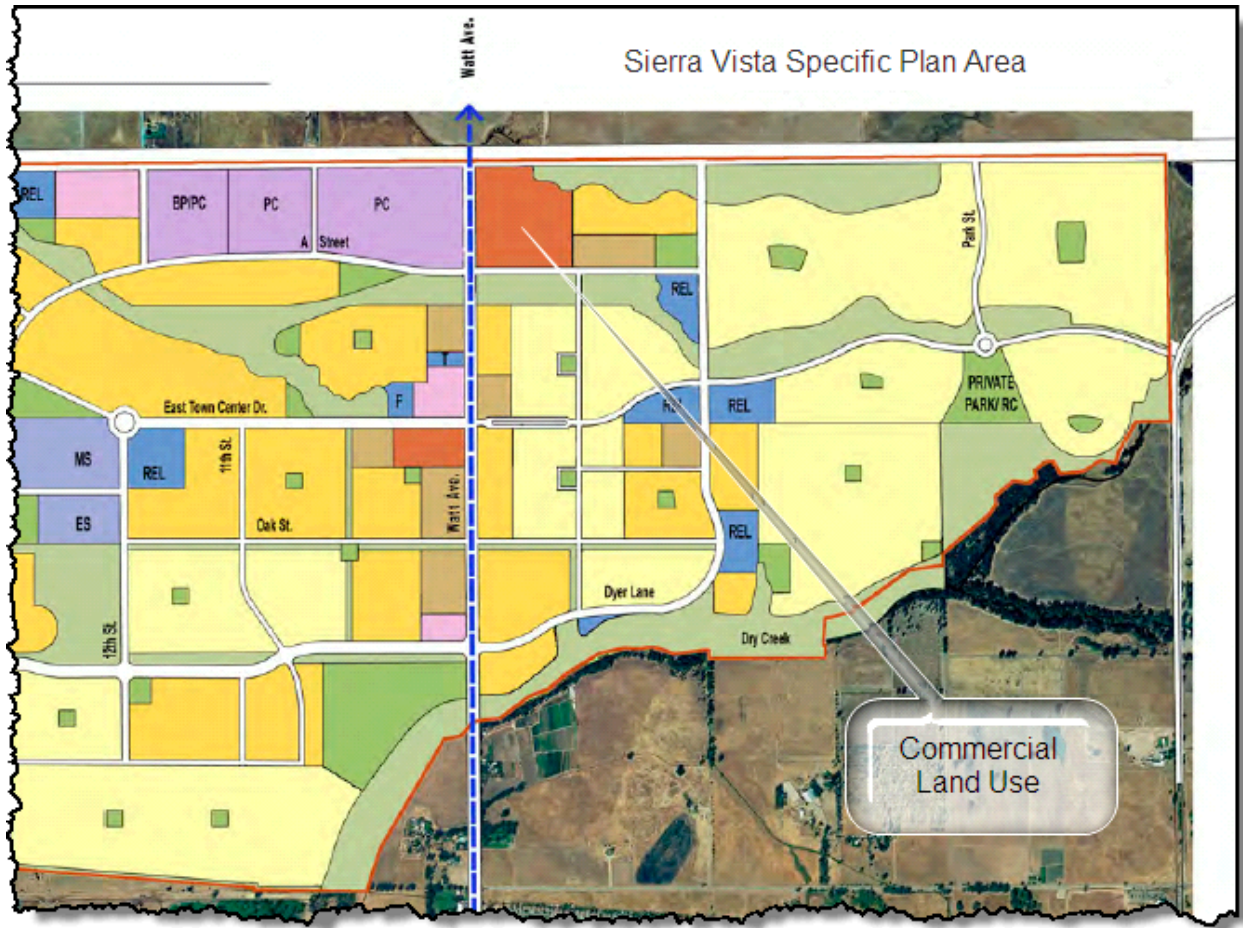 Watt Ave.
Sierra Vista Specific Plan Area
REL
BP/PC
PC
PC
A Street
Park St.
REL
T
F
PRIVATE
PARK/ RC
East Town Center Dr.
REL
MS
REL
11th St.
Watt Ave.
ES
Oak St.
REL
Dyer Lane
12th St.
Dry Creek
Commercial
Land Use